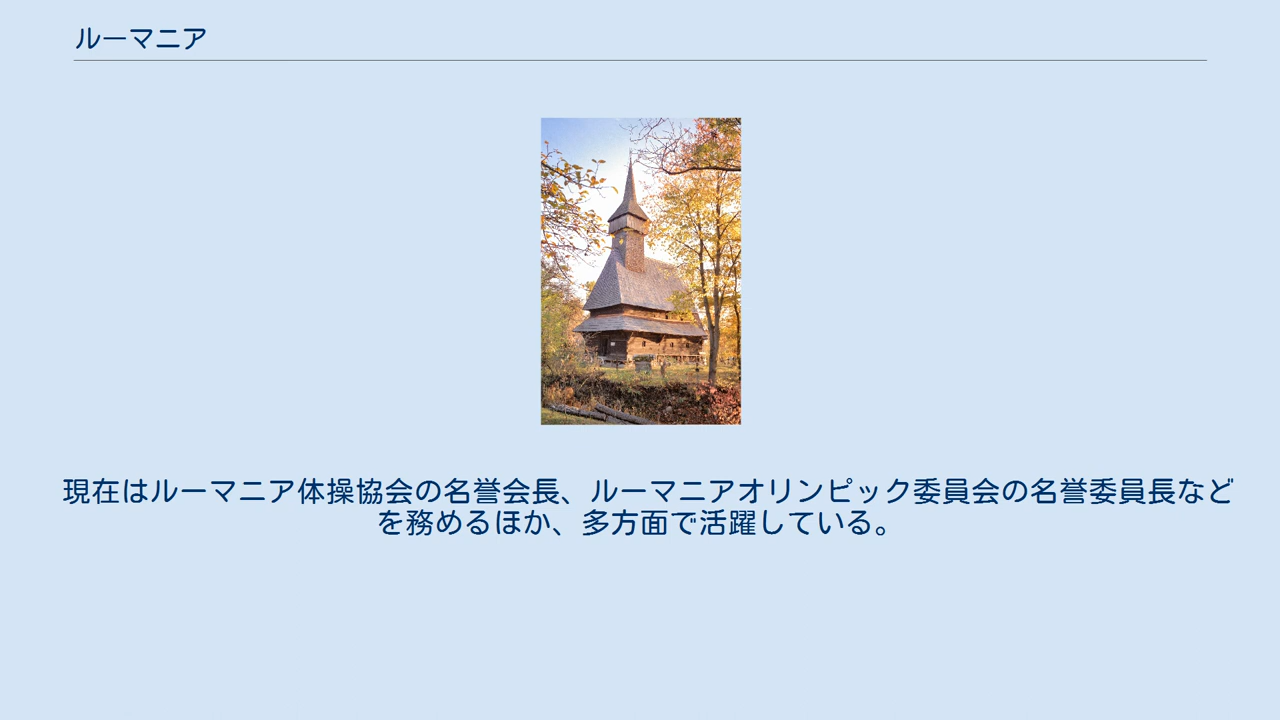 ルーマニア
現在はルーマニア体操協会の名誉会長、ルーマニアオリンピック委員会の名誉委員長など
を務めるほか、多方面で活躍している。